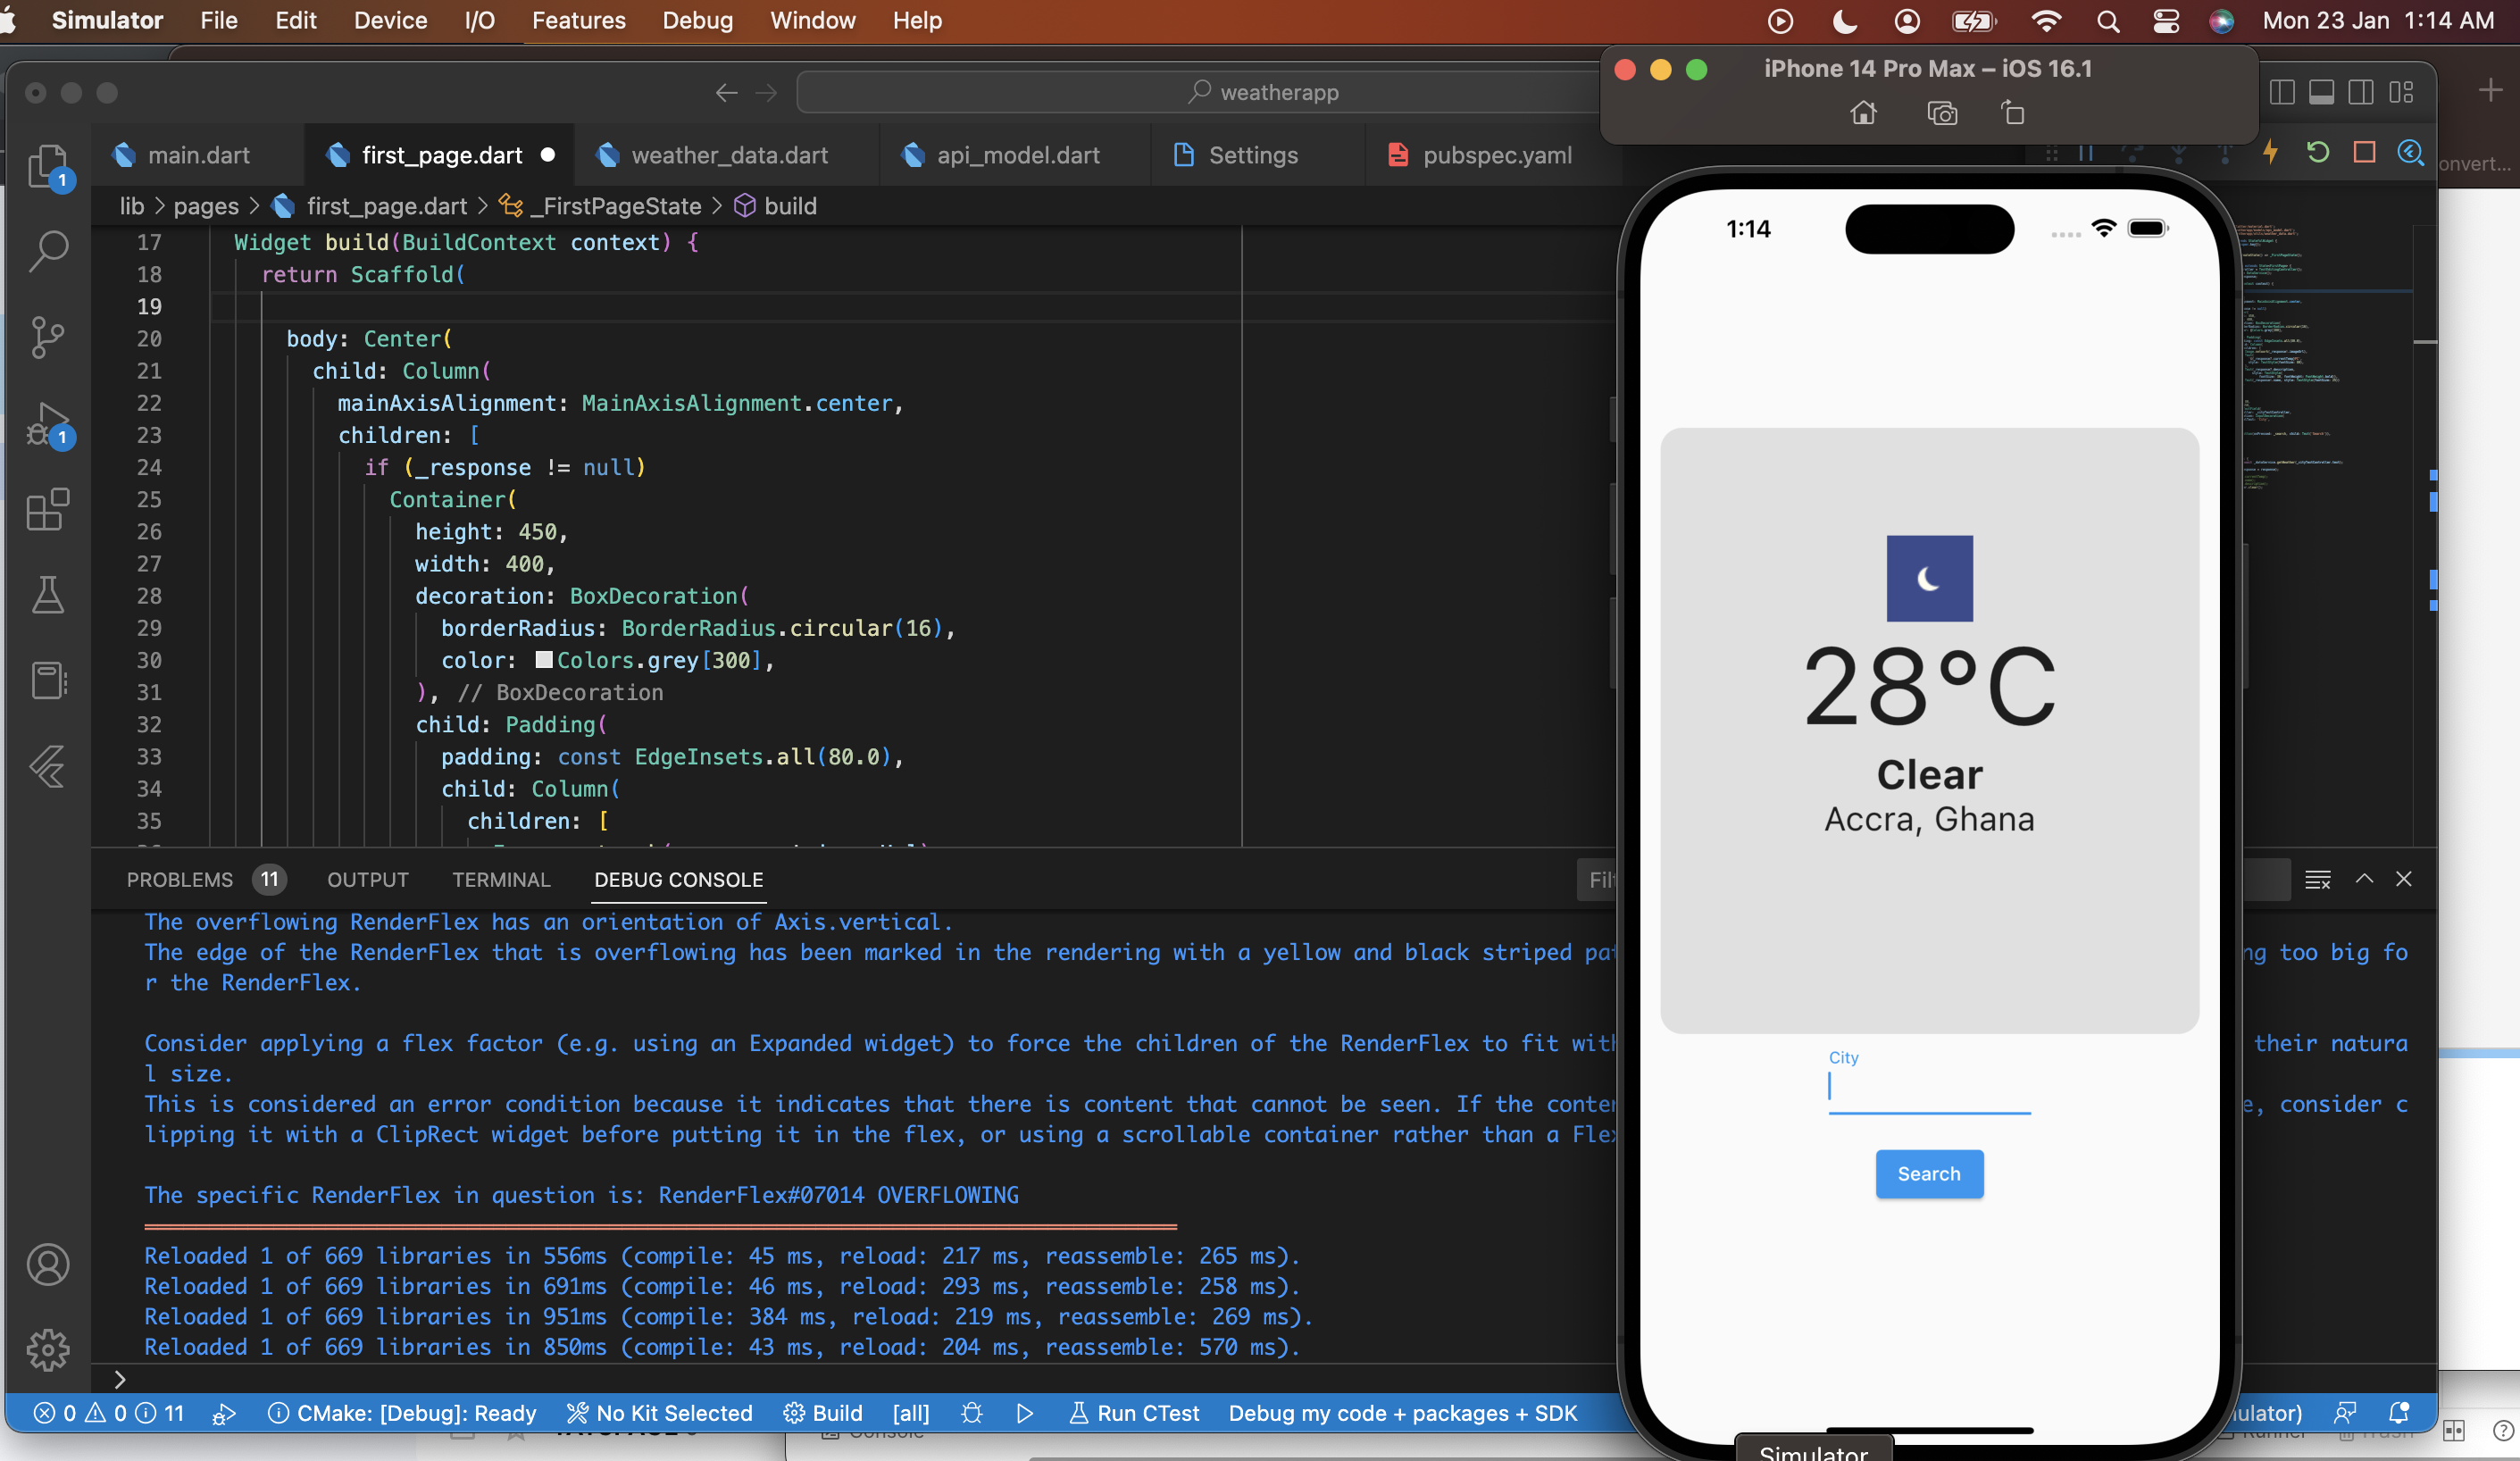 Simulator File Edit Device I/O Features Debug Window Help Mon 23 Jan 1:14 AM
weatherapp
iPhone 14 Pro Max – iOS 16.1
main.dart first_page.dart weather_data.dart api_model.dart Settings pubspec.yaml
onvert...
lib > pages > first_page.dart > _FirstPageState > build
17 Widget build(BuildContext context) {
18 return Scaffold(
19
20 body: Center(
21 child: Column(
22 mainAxisAlignment: MainAxisAlignment.center,
23 children: [
24 if (_response != null)
25 Container(
26 height: 450,
27 width: 400,
28 decoration: BoxDecoration(
29 borderRadius: BorderRadius.circular(16),
30 color: Colors.grey[300],
31 ), // BoxDecoration
32 child: Padding(
33 padding: const EdgeInsets.all(80.0),
34 child: Column(
35 children: [
1
1
PROBLEMS 11 OUTPUT TERMINAL DEBUG CONSOLE Filt
The overflowing RenderFlex has an orientation of Axis.vertical.
The edge of the RenderFlex that is overflowing has been marked in the rendering with a yellow and black striped pat ng too big fo
r the RenderFlex.
Consider applying a flex factor (e.g. using an Expanded widget) to force the children of the RenderFlex to fit with their natura
l size.
This is considered an error condition because it indicates that there is content that cannot be seen. If the conten e, consider c
lipping it with a ClipRect widget before putting it in the flex, or using a scrollable container rather than a Flex
The specific RenderFlex in question is: RenderFlex#07014 OVERFLOWING
Reloaded 1 of 669 libraries in 556ms (compile: 45 ms, reload: 217 ms, reassemble: 265 ms).
Reloaded 1 of 669 libraries in 691ms (compile: 46 ms, reload: 293 ms, reassemble: 258 ms).
Reloaded 1 of 669 libraries in 951ms (compile: 384 ms, reload: 219 ms, reassemble: 269 ms).
Reloaded 1 of 669 libraries in 850ms (compile: 43 ms, reload: 204 ms, reassemble: 570 ms).
>
0 0 11 CMake: [Debug]: Ready No Kit Selected Build [all] Run CTest Debug my code + packages + SDK ulator)
Console
1:14
28°C
Clear
Accra, Ghana
City
Search
Simulator